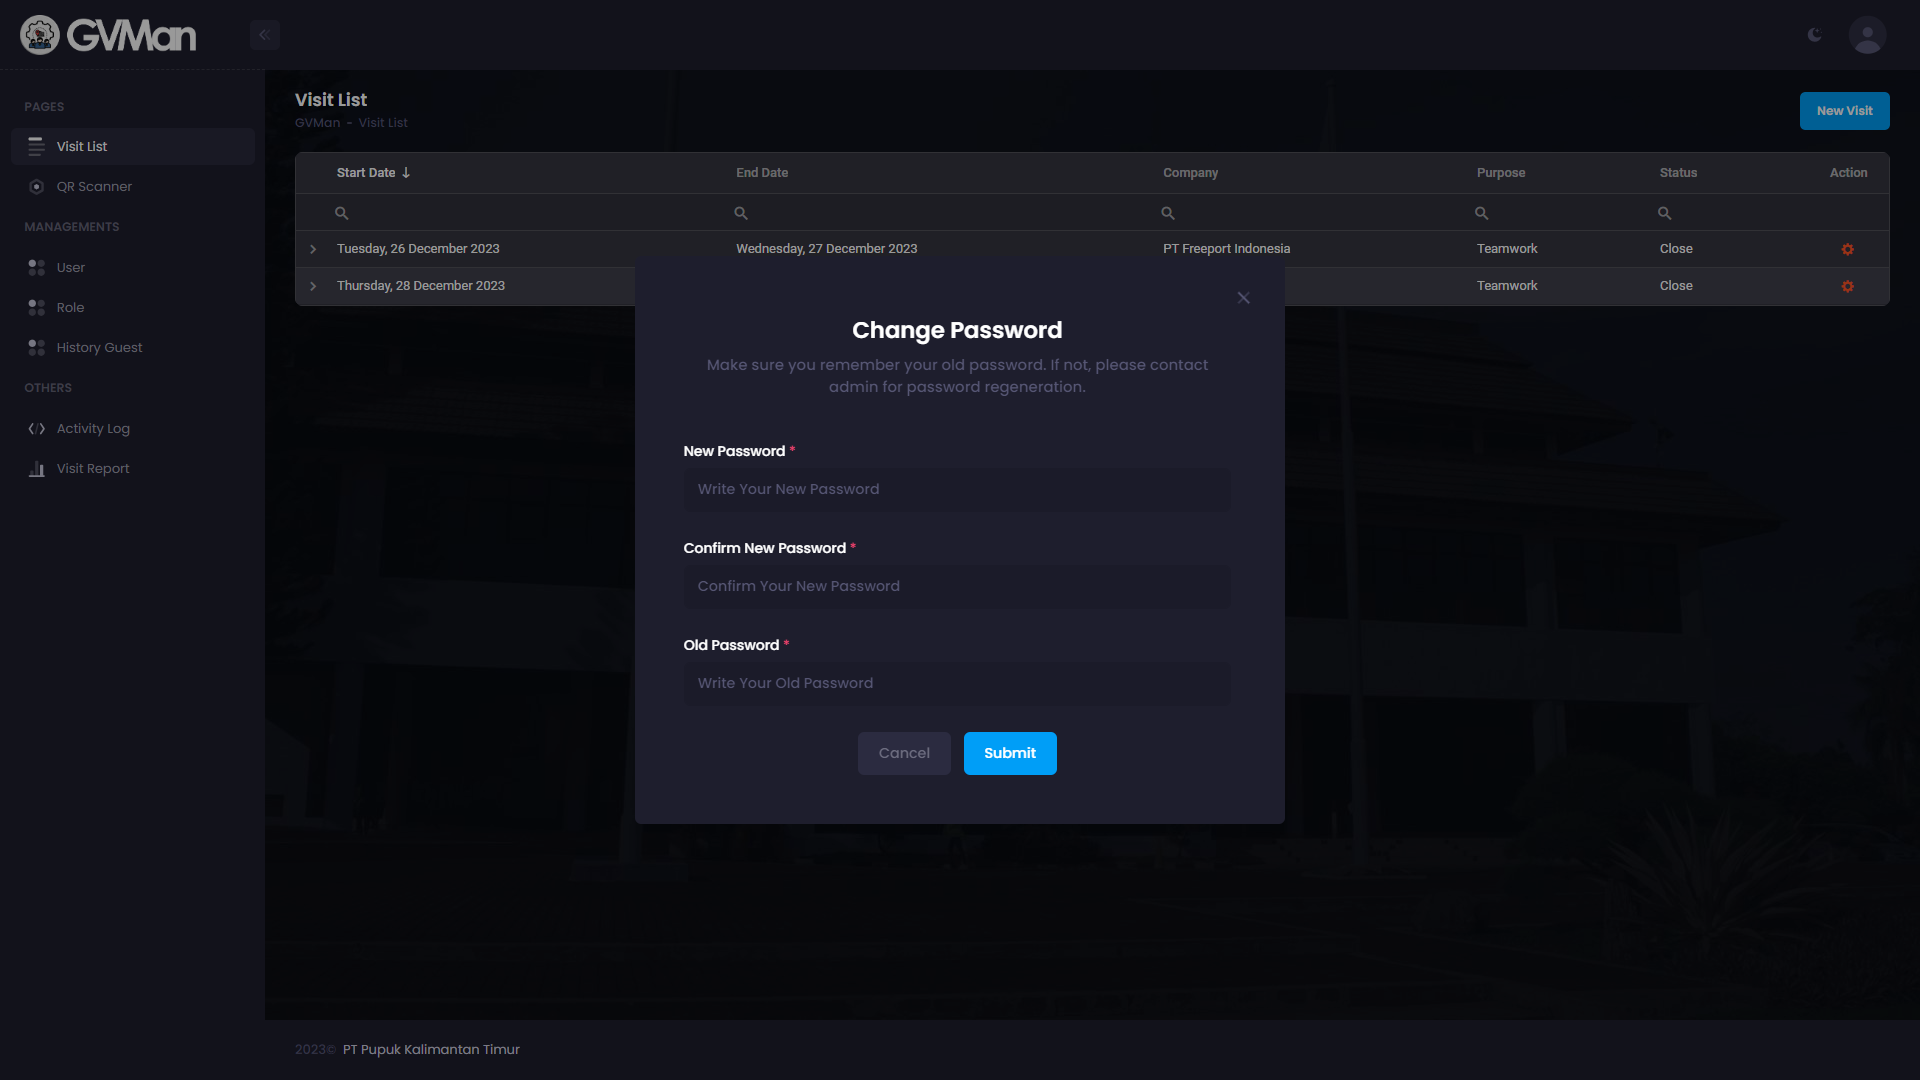 GVMan
PAGES
Visit List
QR Scanner
MANAGEMENTS
User
Role
History Guest
OTHERS
Activity Log
Visit Report
Visit List
GVMan - Visit List
New Visit
Start Date ↓ End Date Company Purpose Status Action
Tuesday, 26 December 2023 Wednesday, 27 December 2023 PT Freeport Indonesia Teamwork Close
Thursday, 28 December 2023 Teamwork Close
Change Password
Make sure you remember your old password. If not, please contact
admin for password regeneration.
New Password *
Write Your New Password
Confirm New Password *
Confirm Your New Password
Old Password *
Write Your Old Password
Cancel Submit
2023© PT Pupuk Kalimantan Timur